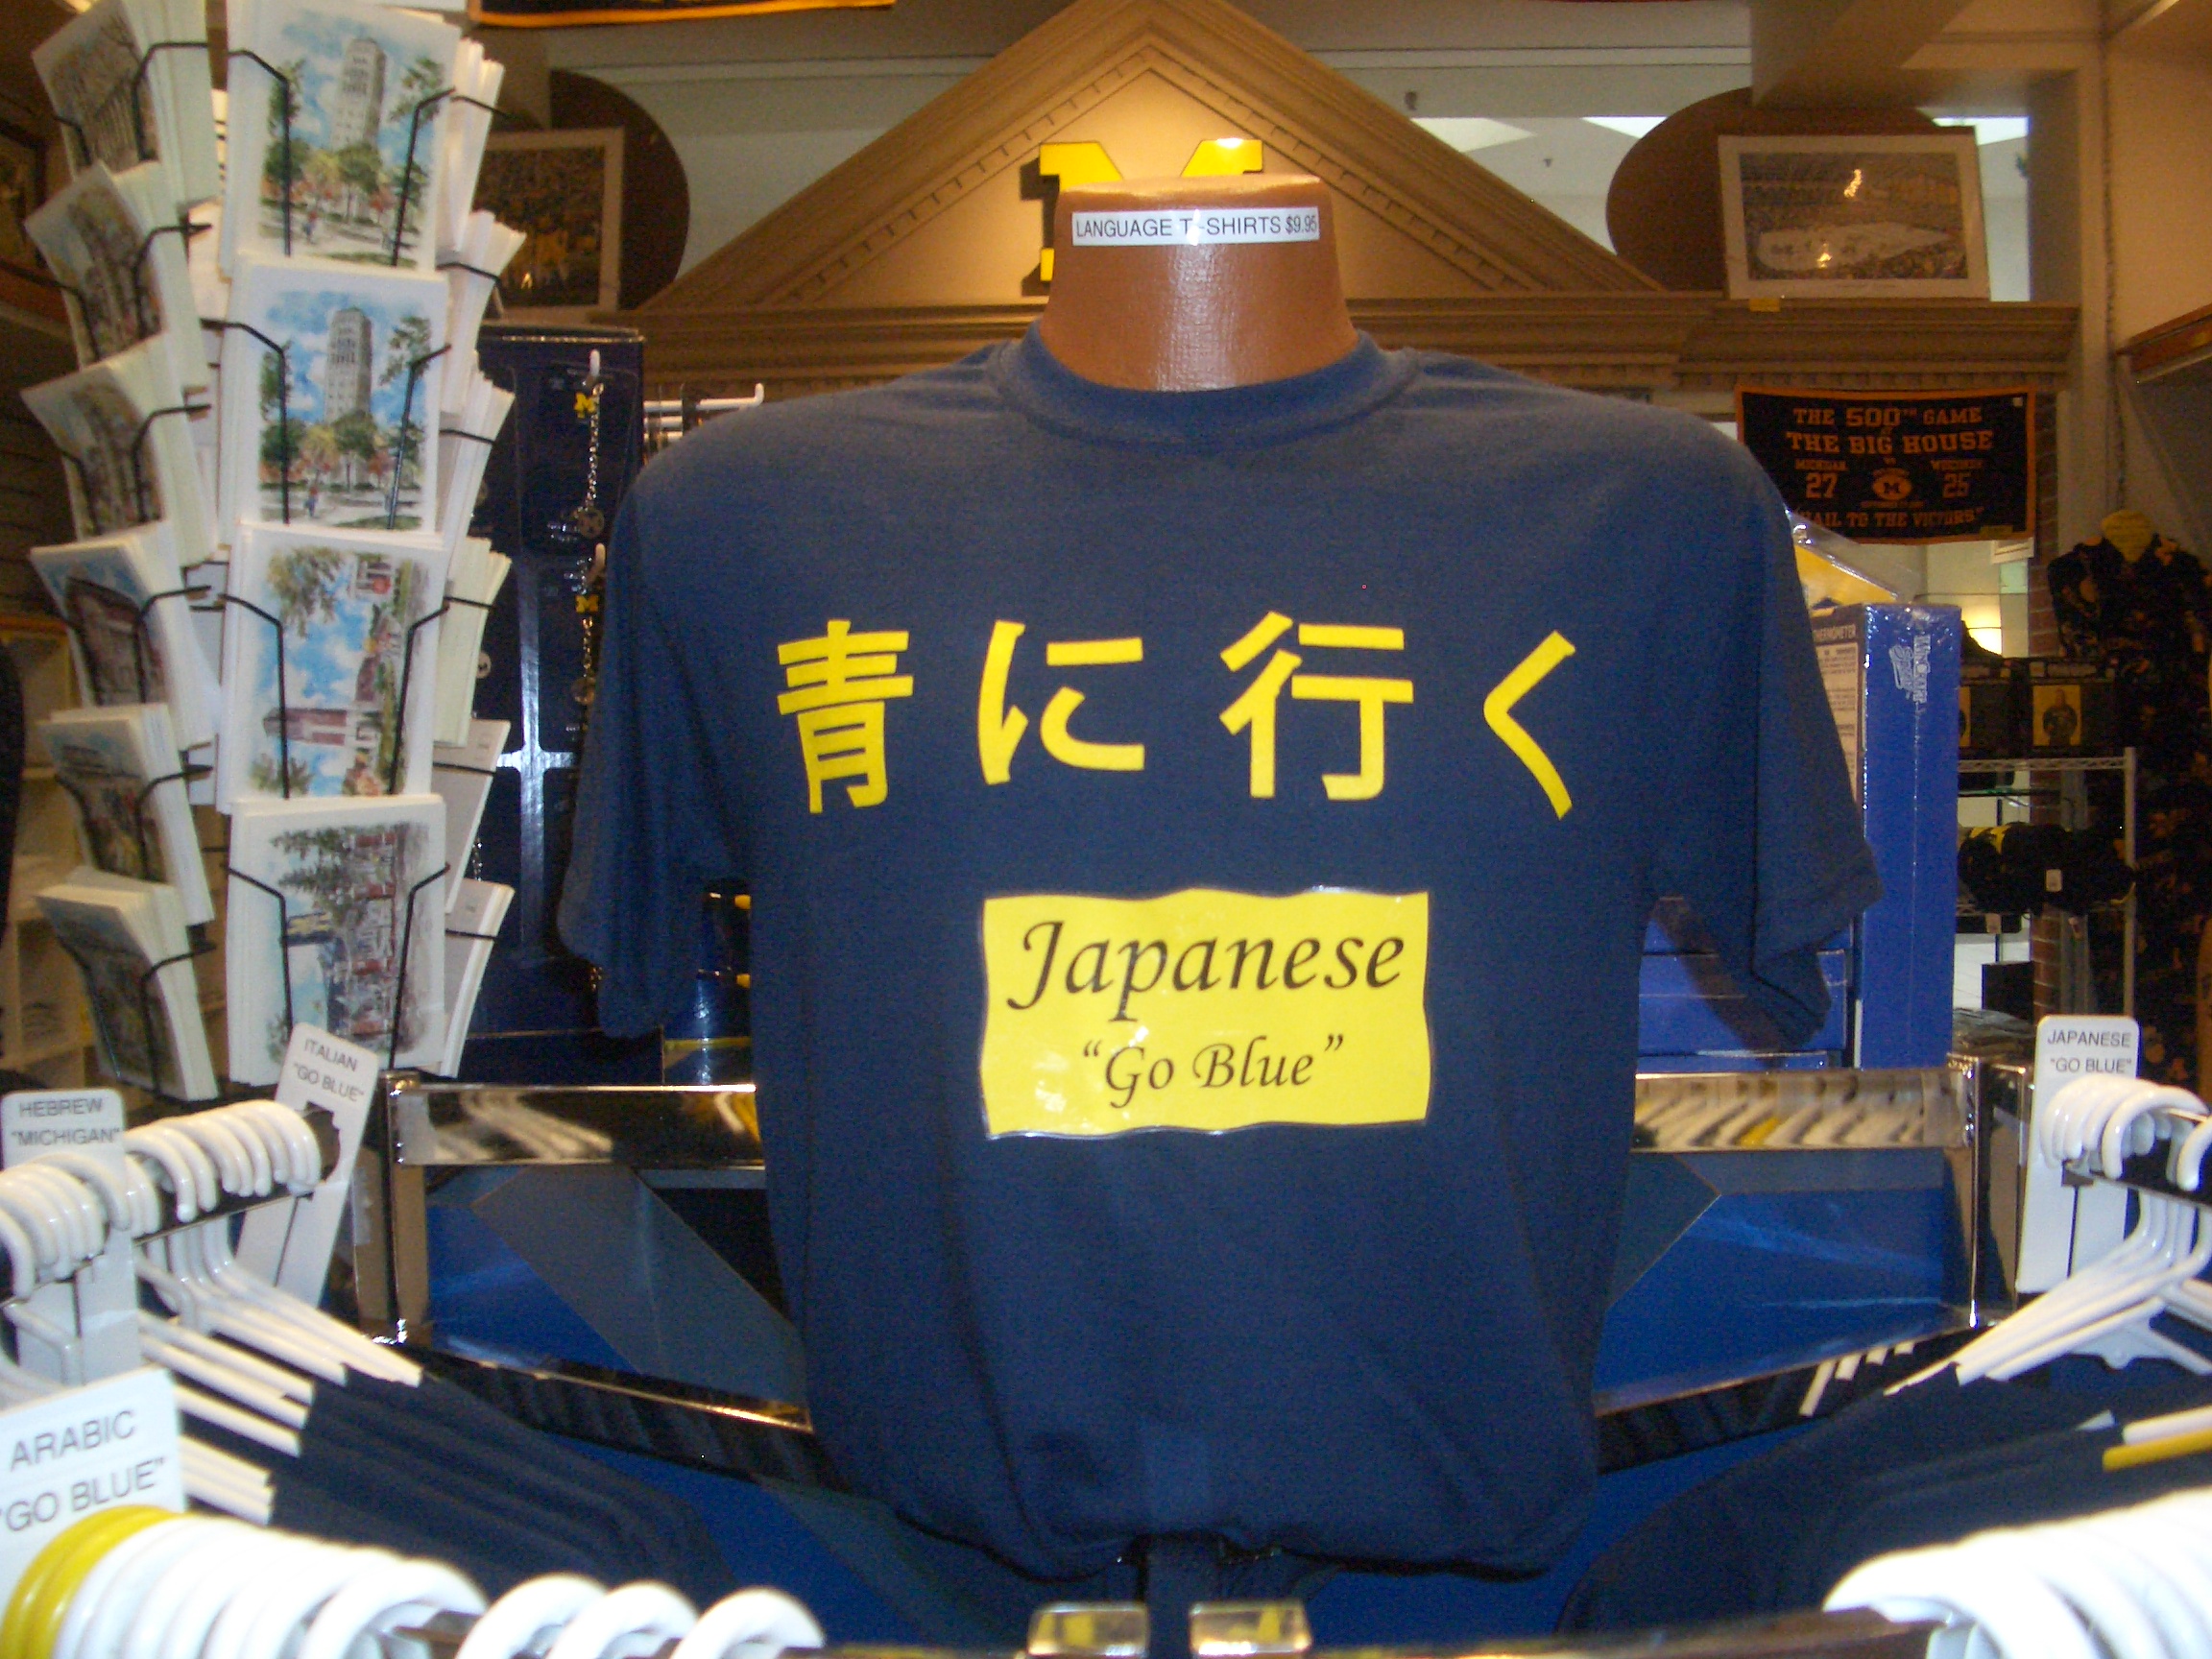 LANGUAGE T-SHIRTS $9.95
THE 500TH GAME
THE BIG HOUSE
MICHIGAN
27
WISCONSIN
25
HAIL TO THE VICTORS"
THERMOMETER
青に行く
Japanese
"Go Blue"
ITALIAN
"GO BLUE"
HEBREW
"MICHIGAN"
ARABIC
"GO BLUE"
JAPANESE
"GO BLUE"